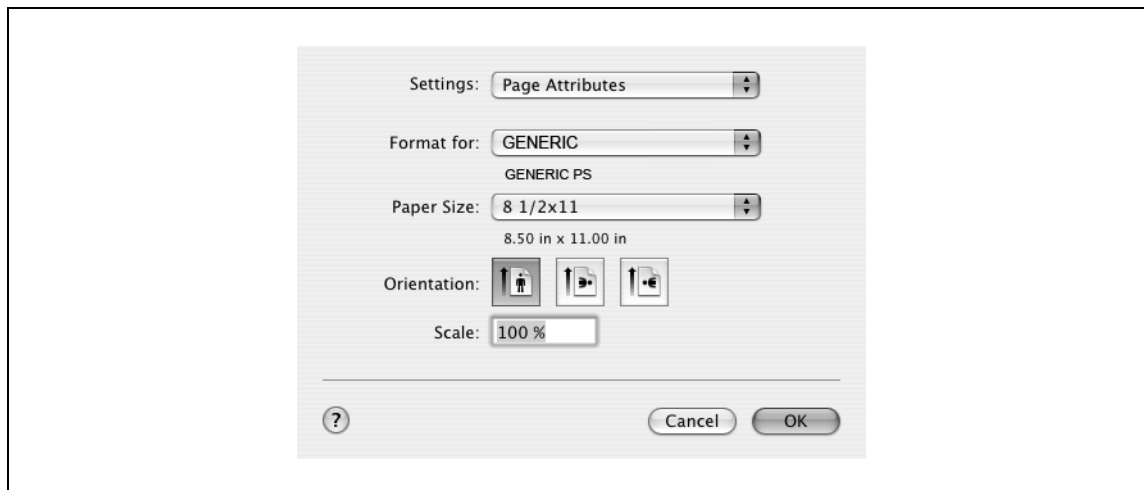 Settings: Page Attributes
Format for: GENERIC
GENERIC PS
Paper Size: 8 1/2x11
8.50 in x 11.00 in
Orientation:
Scale: 100 %
? Cancel OK